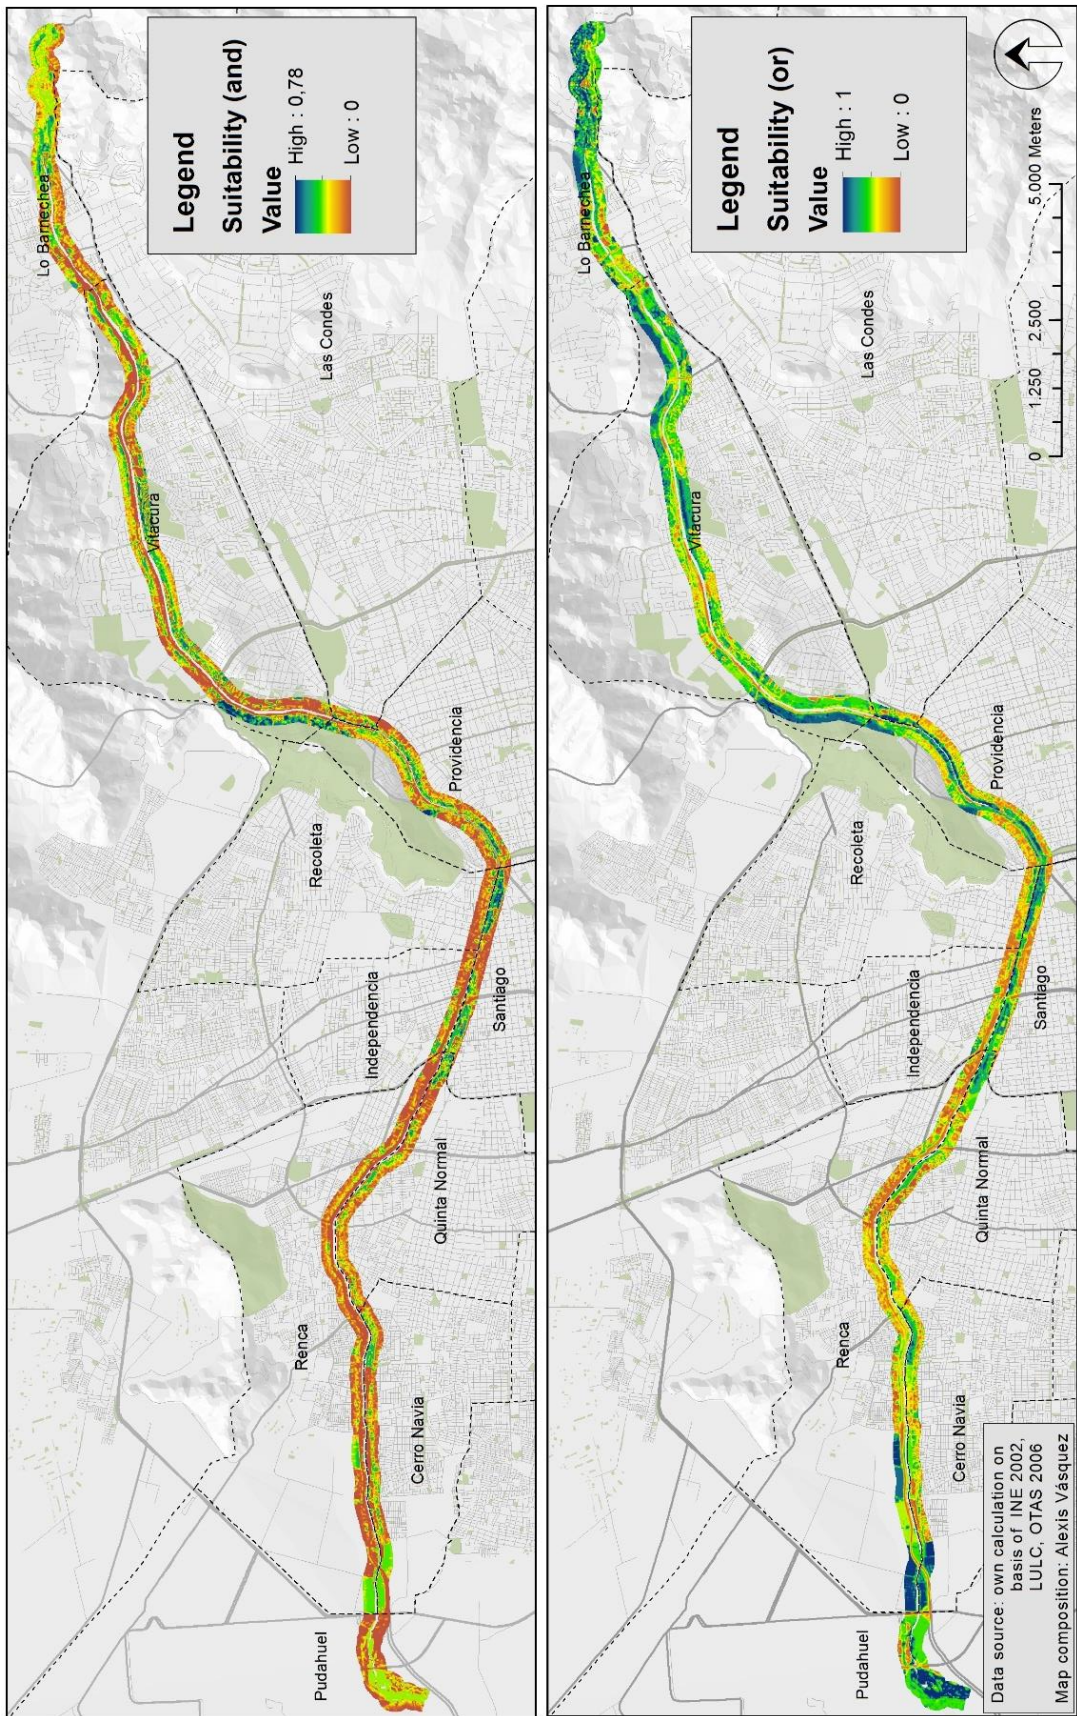 Lo Barnechea
Las Condes
Vitacura
Providencia
Recoleta
Independencia
Santiago
Quinta Normal
Renca
Cerro Navia
Pudahuel
Legend
Suitability (and)
Value
High : 0,78
Low : 0
Lo Barnechea
Las Condes
Vitacura
Providencia
Recoleta
Independencia
Santiago
Quinta Normal
Renca
Cerro Navia
Pudahuel
Legend
Suitability (or)
Value
High : 1
Low : 0
0 1.250 2.500 5.000 Meters
Data source: own calculation on
basis of INE 2002,
LULC, OTAS 2006
Map composition: Alexis Vásquez